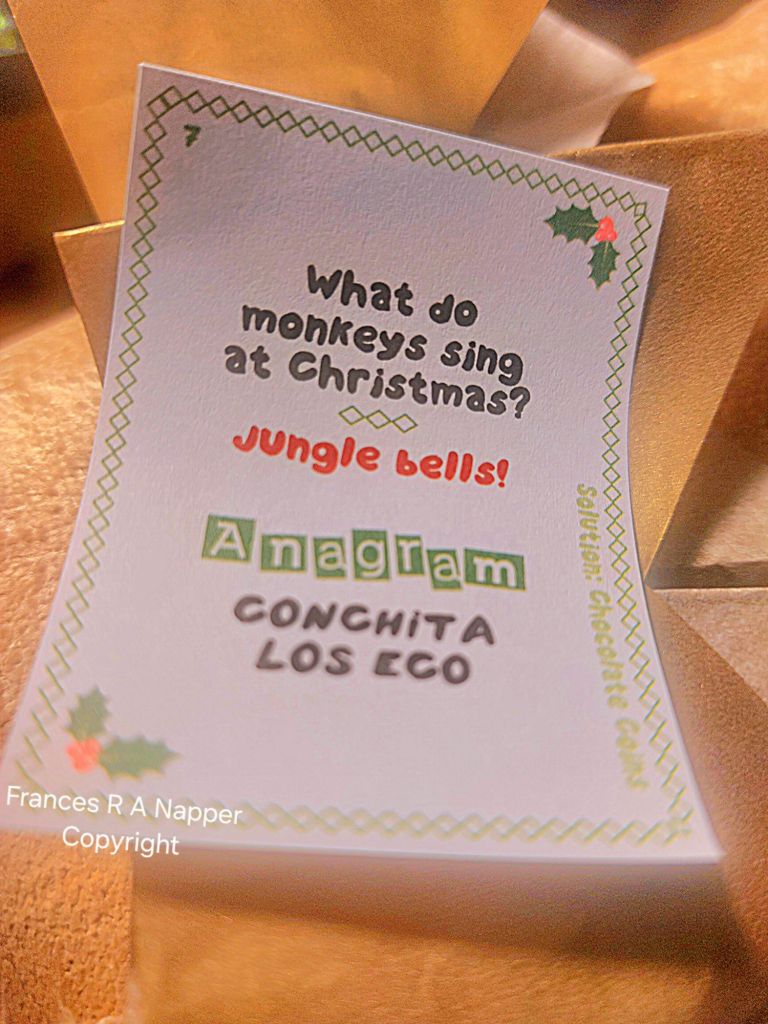 7
What do
monkeys sing
at Christmas?
Jungle bells!
Anagram
CONCHiTA
LOS ECO
Solution: Chocolate Coins
Frances R A Napper
Copyright